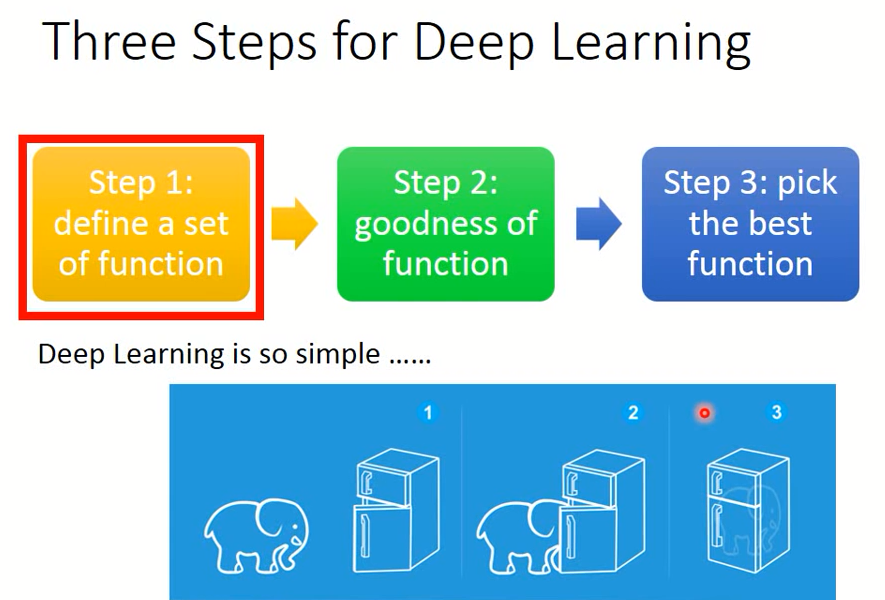 Three Steps for Deep Learning
Step 1:
define a set
of function
Step 2:
goodness of
function
Step 3: pick
the best
function
Deep Learning is so simple ……
1
2
3